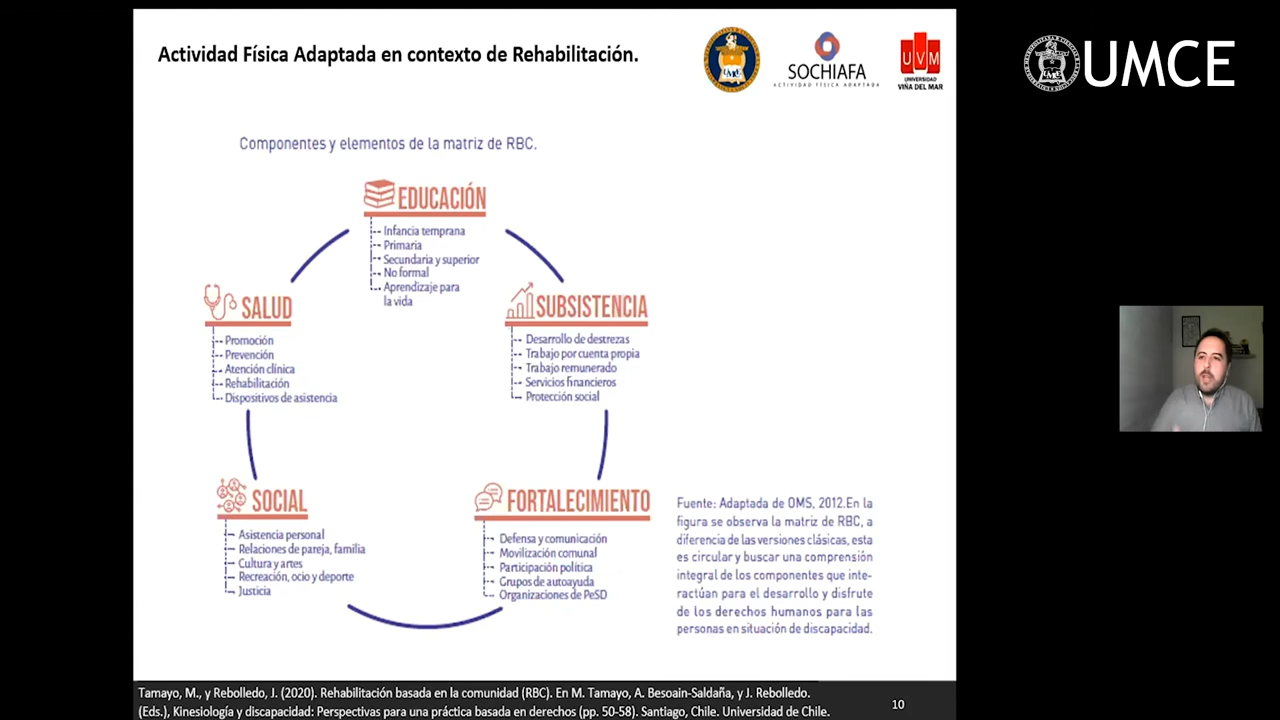 Actividad Física Adaptada en contexto de Rehabilitación.
UMCE
SOCHIAFA
ACTIVIDAD FÍSICA ADAPTADA
UVM
UNIVERSIDAD
VIÑA DEL MAR
UMCE
Componentes y elementos de la matriz de RBC.
EDUCACIÓN
Infancia temprana
Primaria
Secundaria y superior
No formal
Aprendizaje para
la vida
SALUD
Promoción
Prevención
Atención clínica
Rehabilitación
Dispositivos de asistencia
SUBSISTENCIA
Desarrollo de destrezas
Trabajo por cuenta propia
Trabajo remunerado
Servicios financieros
Protección social
SOCIAL
Asistencia personal
Relaciones de pareja, familia
Cultura y artes
Recreación, ocio y deporte
Justicia
FORTALECIMIENTO
Defensa y comunicación
Movilización comunal
Participación política
Grupos de autoayuda
Organizaciones de PeSD
Fuente: Adaptada de OMS, 2012.En la
figura se observa la matriz de RBC, a
diferencia de las versiones clásicas, esta
es circular y buscar una comprensión
integral de los componentes que inte-
ractúan para el desarrollo y disfrute
de los derechos humanos para las
personas en situación de discapacidad.
Tamayo, M., y Rebolledo, J. (2020). Rehabilitación basada en la comunidad (RBC). En M. Tamayo, A. Besoain-Saldaña, y J. Rebolledo.
(Eds.), Kinesiología y discapacidad: Perspectivas para una práctica basada en derechos (pp. 50-58). Santiago, Chile. Universidad de Chile.
10